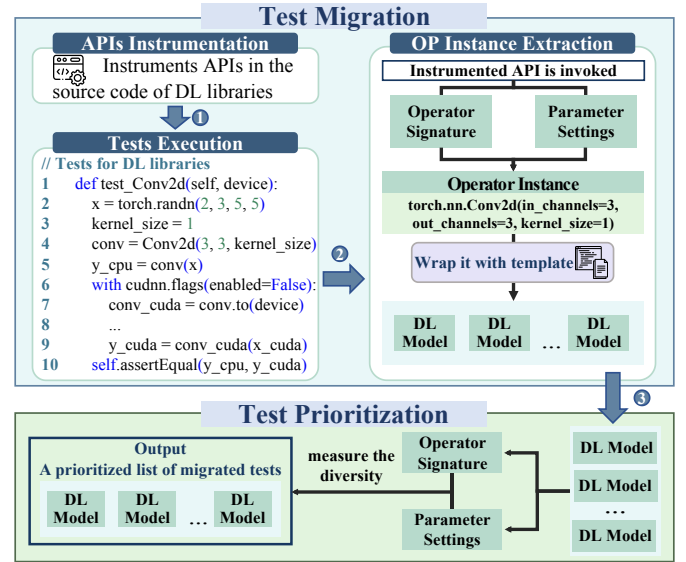 Test Migration
APIs Instrumentation
Instruments APIs in the
source code of DL libraries
1
Tests Execution
// Tests for DL libraries
1 def test_Conv2d(self, device):
2 x = torch.randn(2, 3, 5, 5)
3 kernel_size = 1
4 conv = Conv2d(3, 3, kernel_size)
5 y_cpu = conv(x)
6 with cudnn.flags(enabled=False):
7 conv_cuda = conv.to(device)
8 ...
9 y_cuda = conv_cuda(x_cuda)
10 self.assertEqual(y_cpu, y_cuda)
2
OP Instance Extraction
Instrumented API is invoked
Operator
Signature
Parameter
Settings
Operator Instance
torch.nn.Conv2d(in_channels=3,
out_channels=3, kernel_size=1)
Wrap it with template
DL
Model
DL
Model
...
DL
Model
3
Test Prioritization
Output
A prioritized list of migrated tests
DL
Model
DL
Model
...
DL
Model
measure the
diversity
Operator
Signature
Parameter
Settings
DL Model
DL Model
...
DL Model